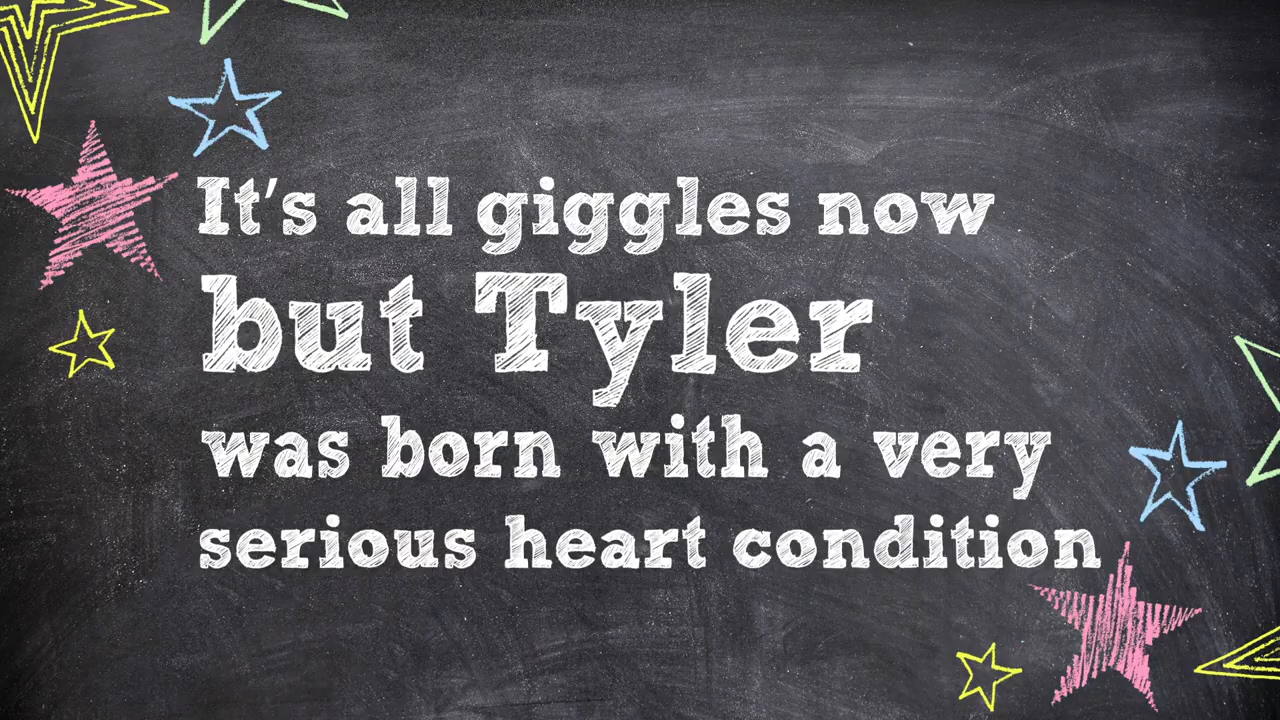 It's all giggles now
but Tyler
was born with a very
serious heart condition